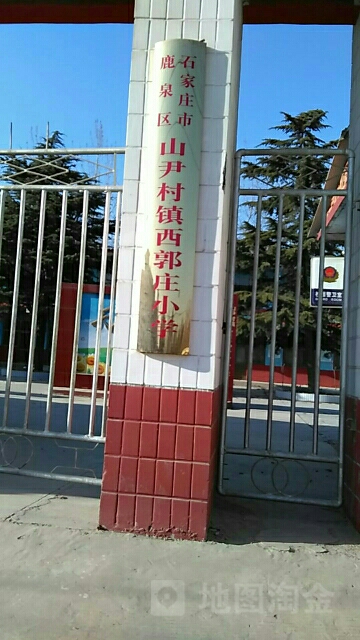 石家庄市
鹿泉区
山尹村镇西郭庄小学
地图淘金